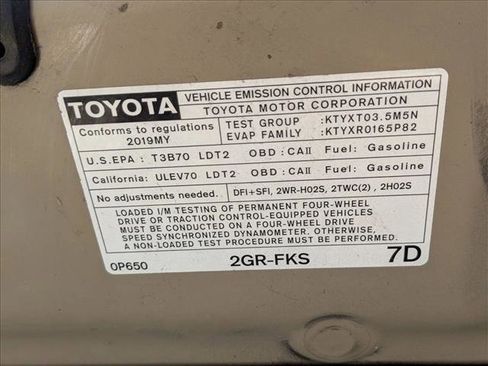 TOYOTA
VEHICLE EMISSION CONTROL INFORMATION
TOYOTA MOTOR CORPORATION
Conforms to regulations
2019MY
TEST GROUP :KTYXT03.5M5N
EVAP FAMILY :KTYXR0165P82
U.S.EPA : T3B70 LDT2 OBD :CAII Fuel: Gasoline
California: ULEV70 LDT2 OBD :CAII Fuel: Gasoline
No adjustments needed. DFI+SFI, 2WR-HO2S, 2TWC(2), 2HO2S
LOADED I/M TESTING OF PERMANENT FOUR-WHEEL
DRIVE OR TRACTION CONTROL-EQUIPPED VEHICLES
MUST BE CONDUCTED ON A FOUR-WHEEL DRIVE
SPEED SYNCHRONIZED DYNAMOMETER. OTHERWISE,
A NON-LOADED TEST PROCEDURE MUST BE PERFORMED.
0P650 2GR-FKS 7D